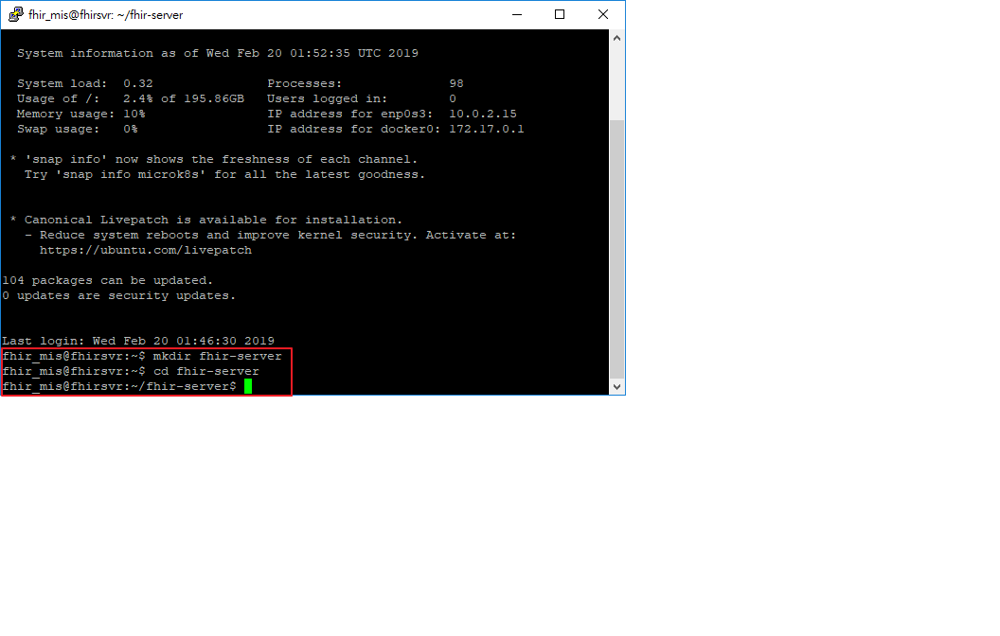 fhir_mis@fhirsvr: ~/fhir-server
System information as of Wed Feb 20 01:52:35 UTC 2019
System load:  0.32               Processes:              98
Usage of /:   2.4% of 195.86GB   Users logged in:        0
Memory usage: 10%                IP address for enp0s3:  10.0.2.15
Swap usage:   0%                 IP address for docker0: 172.17.0.1
* 'snap info' now shows the freshness of each channel.
Try 'snap info microk8s' for all the latest goodness.
* Canonical Livepatch is available for installation.
- Reduce system reboots and improve kernel security. Activate at:
https://ubuntu.com/livepatch
104 packages can be updated.
0 updates are security updates.
Last login: Wed Feb 20 01:46:30 2019
fhir_mis@fhirsvr:~$ mkdir fhir-server
fhir_mis@fhirsvr:~$ cd fhir-server
fhir_mis@fhirsvr:~/fhir-server$